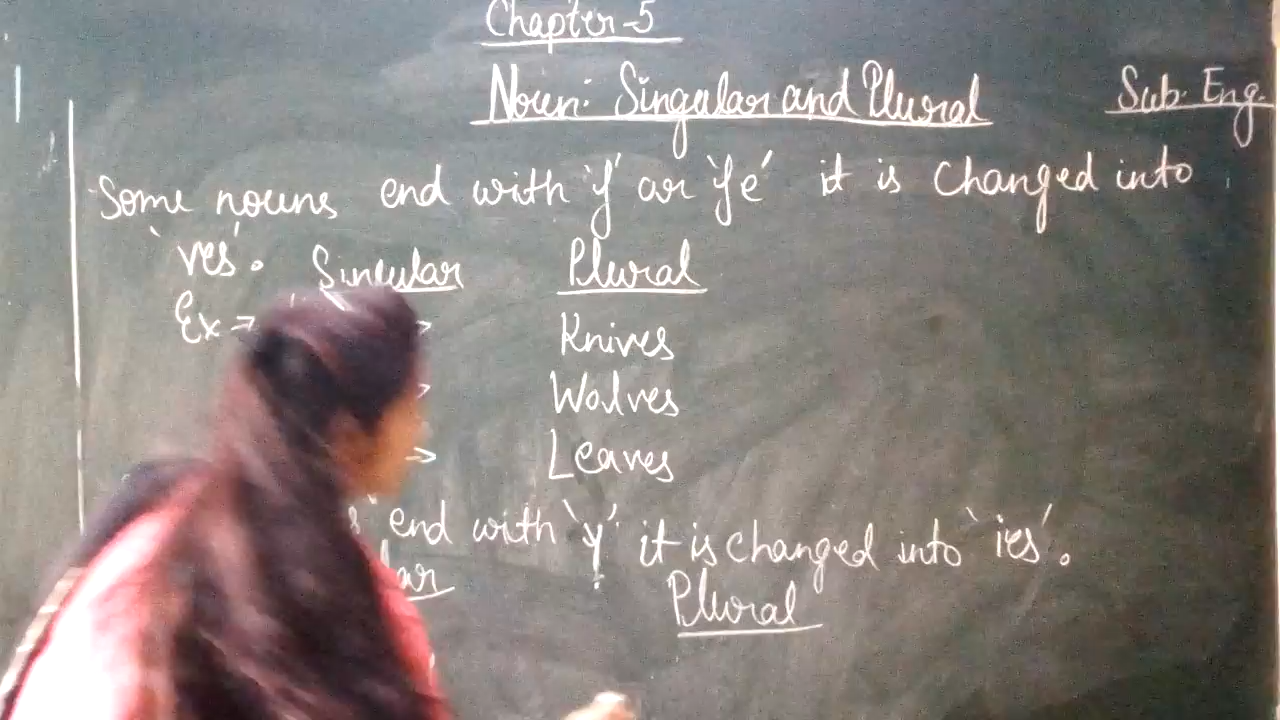 Chapter-5
Noun: Singular and Plural
Sub. Eng.
Some nouns end with 'f' or 'fe' it is changed into
'ves'. Singular Plural
Ex → → Knives
→ Wolves
→ Leaves
end with 'y' it is changed into 'ies'.
Plural